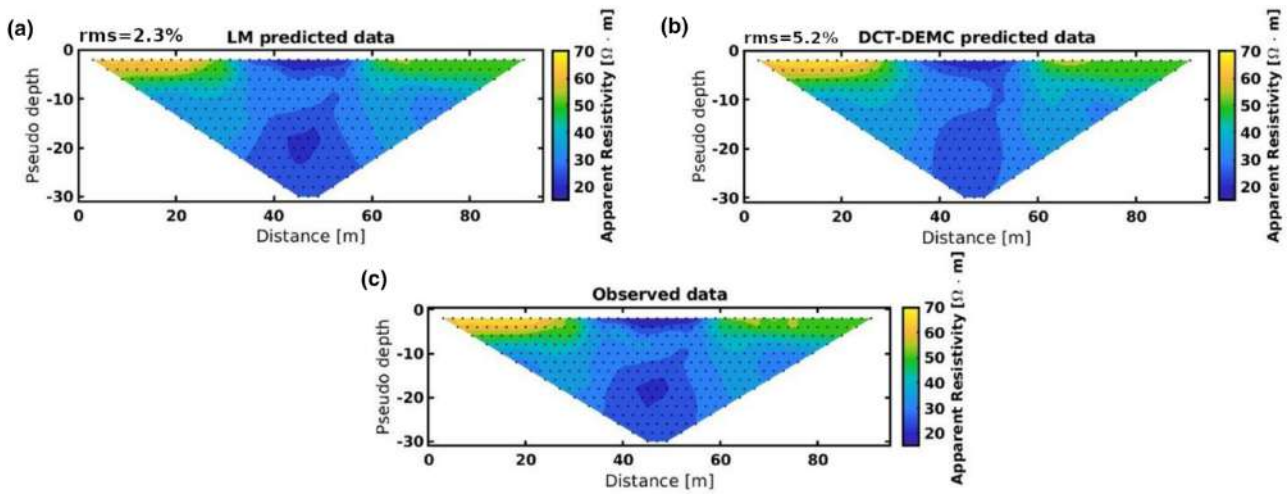 (a)
rms=2.3% LM predicted data
0
-10
-20
-30
Pseudo depth
0 20 40 60 80
Distance [m]
70
60
50
40
30
20
Apparent Resistivity [Ω · m]
(b)
rms=5.2% DCT-DEMC predicted data
0
-10
-20
-30
Pseudo depth
0 20 40 60 80
Distance [m]
70
60
50
40
30
20
Apparent Resistivity [Ω · m]
(c)
Observed data
0
-10
-20
-30
Pseudo depth
0 20 40 60 80
Distance [m]
70
60
50
40
30
20
Apparent Resistivity [Ω · m]